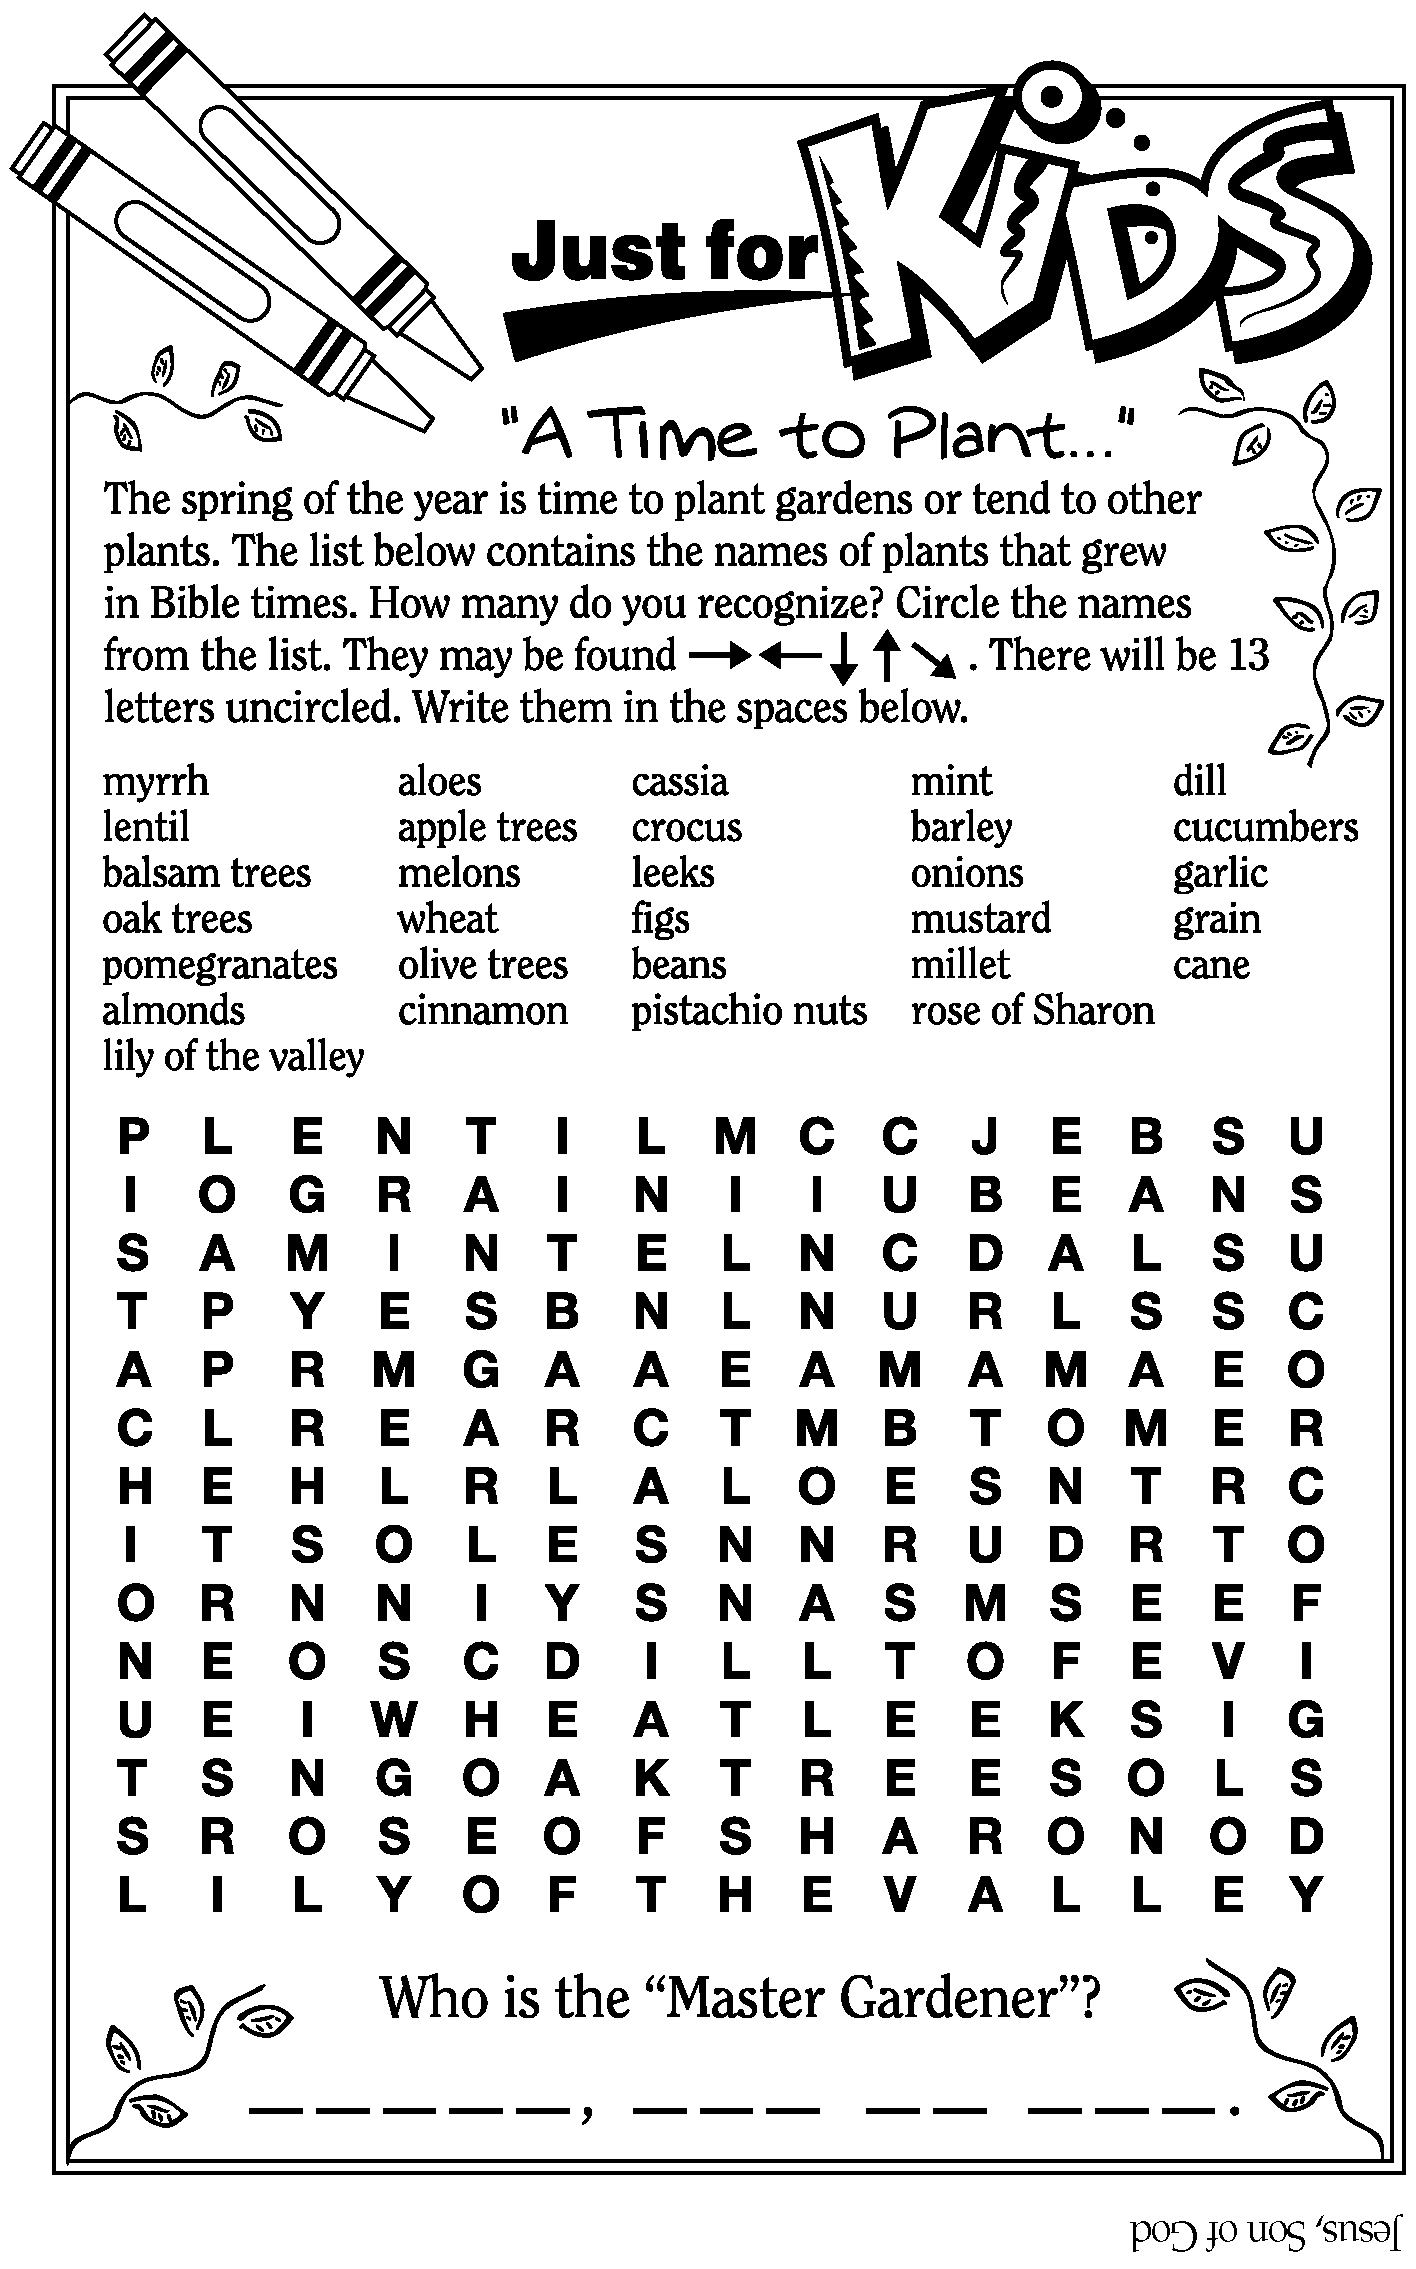 Just for KiDS
"A Time to Plant..."
The spring of the year is time to plant gardens or tend to other
plants. The list below contains the names of plants that grew
in Bible times. How many do you recognize? Circle the names
from the list. They may be found → ← ↓ ↑ ↘ . There will be 13
letters uncircled. Write them in the spaces below.
myrrh aloes cassia mint dill
lentil apple trees crocus barley cucumbers
balsam trees melons leeks onions garlic
oak trees wheat figs mustard grain
pomegranates olive trees beans millet cane
almonds cinnamon pistachio nuts rose of Sharon
lily of the valley
P L E N T I L M C C J E B S U
I O G R A I N I I U B E A N S
S A M I N T E L N C D A L S U
T P Y E S B N L N U R L S S C
A P R M G A A E A M A M A E O
C L R E A R C T M B T O M E R
H E H L R L A L O E S N T R C
I T S O L E S N N R U D R T O
O R N N I Y S N A S M S E E F
N E O S C D I L L T O F E V I
U E I W H E A T L E E K S I G
T S N G O A K T R E E S O L S
S R O S E O F S H A R O N O D
L I L Y O F T H E V A L L E Y
Who is the “Master Gardener”?
_ _ _ _ _, _ _ _ _ _ _ _ _.
Jesus, Son of God